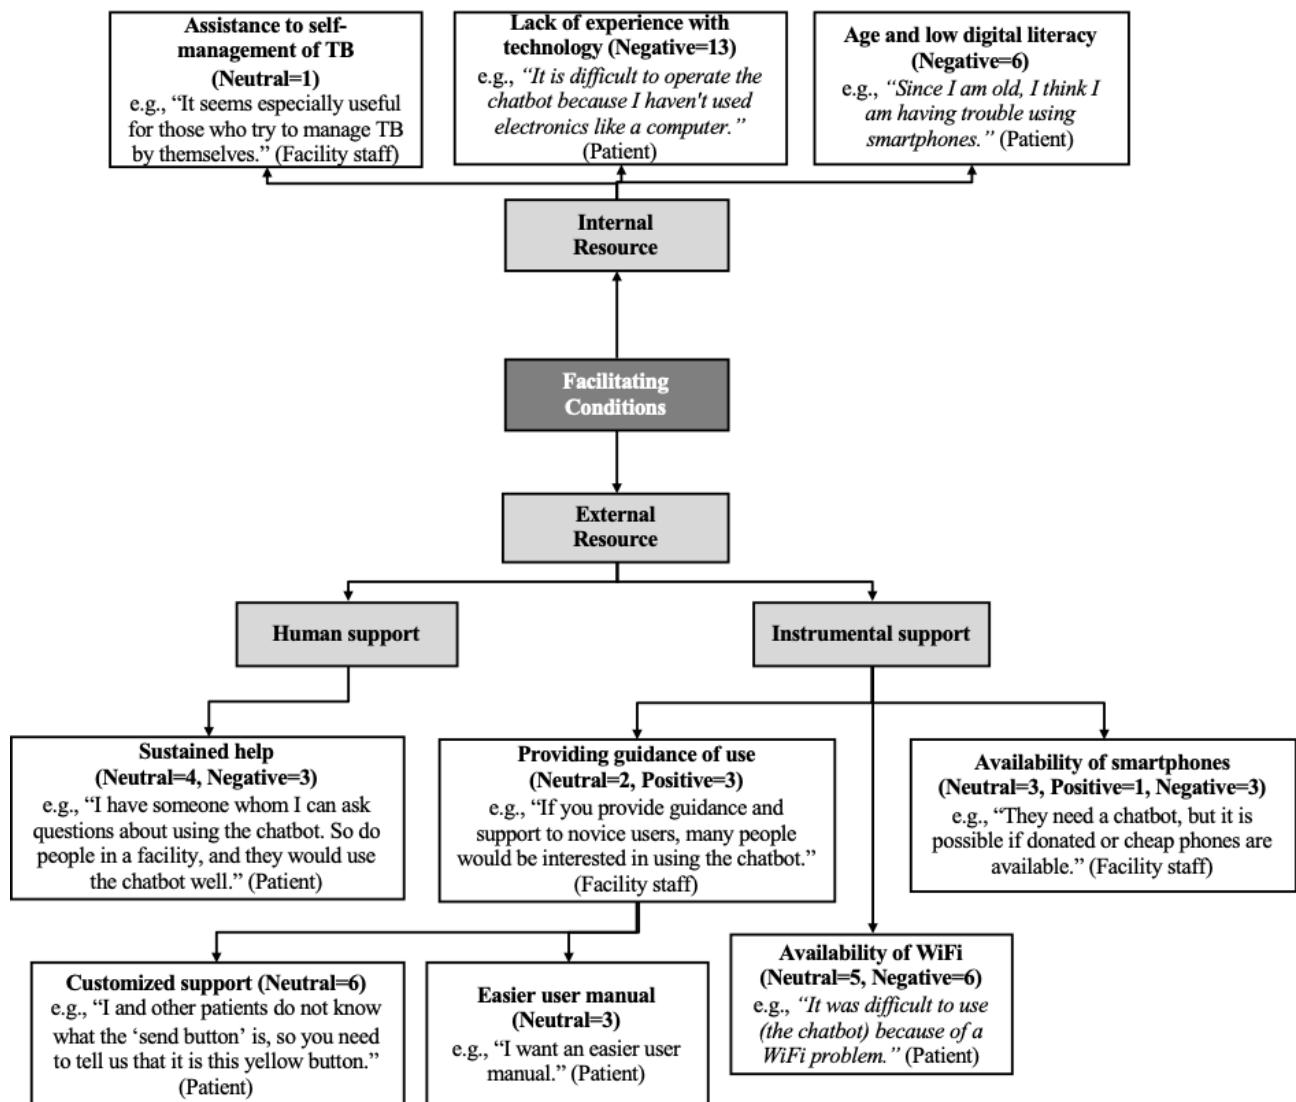 Assistance to self-
management of TB
(Neutral=1)
e.g., “It seems especially useful
for those who try to manage TB
by themselves.” (Facility staff)
Lack of experience with
technology (Negative=13)
e.g., “It is difficult to operate the
chatbot because I haven't used
electronics like a computer.”
(Patient)
Age and low digital literacy
(Negative=6)
e.g., “Since I am old, I think I
am having trouble using
smartphones.” (Patient)
Internal
Resource
Facilitating
Conditions
External
Resource
Human support
Instrumental support
Sustained help
(Neutral=4, Negative=3)
e.g., “I have someone whom I can ask
questions about using the chatbot. So do
people in a facility, and they would use
the chatbot well.” (Patient)
Providing guidance of use
(Neutral=2, Positive=3)
e.g., “If you provide guidance and
support to novice users, many people
would be interested in using the chatbot.”
(Facility staff)
Availability of smartphones
(Neutral=3, Positive=1, Negative=3)
e.g., “They need a chatbot, but it is
possible if donated or cheap phones are
available.” (Facility staff)
Customized support (Neutral=6)
e.g., “I and other patients do not know
what the ‘send button’ is, so you need
to tell us that it is this yellow button.”
(Patient)
Easier user manual
(Neutral=3)
e.g., “I want an easier user
manual.” (Patient)
Availability of WiFi
(Neutral=5, Negative=6)
e.g., “It was difficult to use
(the chatbot) because of a
WiFi problem.” (Patient)